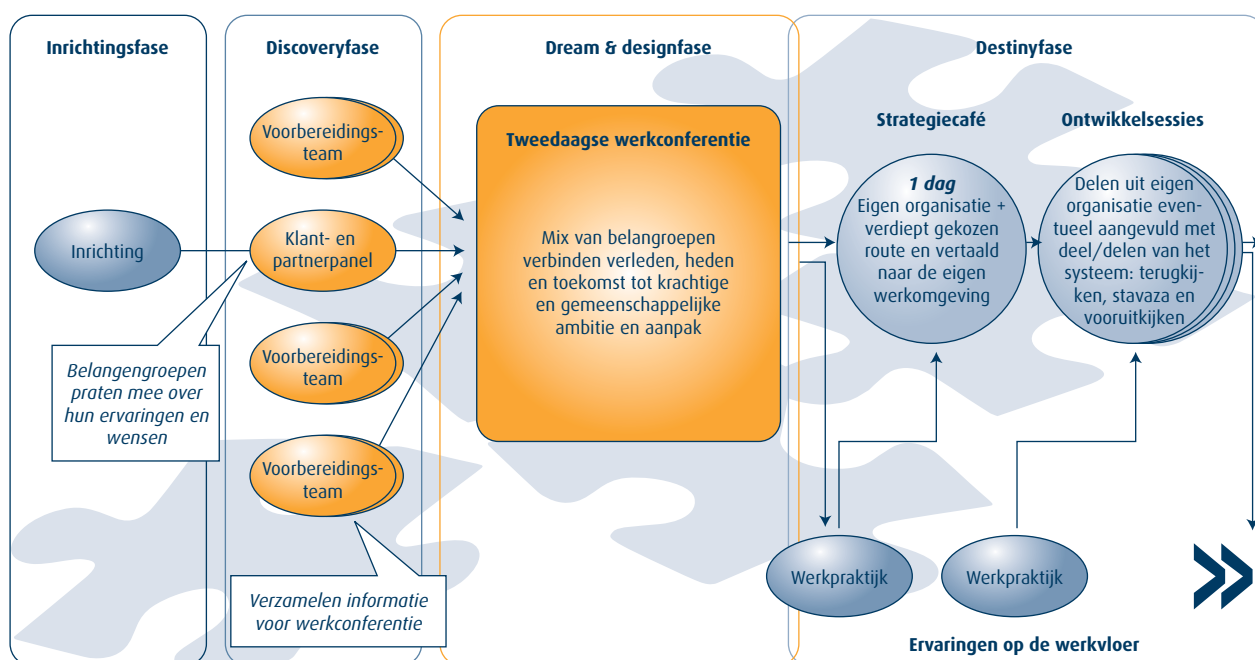 Inrichtingsfase
Discoveryfase
Dream & designfase
Destinyfase
Inrichting
Belangengroepen
praten mee over
hun ervaringen en
wensen
Voorbereidings-
team
Klant- en
partnerpanel
Voorbereidings-
team
Voorbereidings-
team
Verzamelen informatie
voor werkconferentie
Tweedaagse werkconferentie
Mix van belangroepen
verbinden verleden, heden
en toekomst tot krachtige
en gemeenschappelijke
ambitie en aanpak
Strategiecafé
1 dag
Eigen organisatie +
verdiept gekozen
route en vertaald
naar de eigen
werkomgeving
Ontwikkelsessies
Delen uit eigen
organisatie even-
tueel aangevuld met
deel/delen van het
systeem: terugkij-
ken, stavaza en
vooruitkijken
Werkpraktijk
Werkpraktijk
Ervaringen op de werkvloer